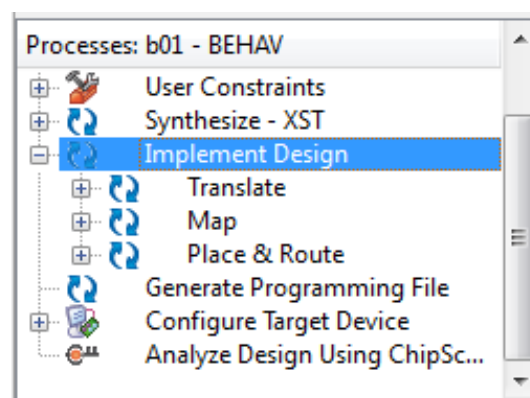 Processes: b01 - BEHAV
User Constraints
Synthesize - XST
Implement Design
Translate
Map
Place & Route
Generate Programming File
Configure Target Device
Analyze Design Using ChipSc...